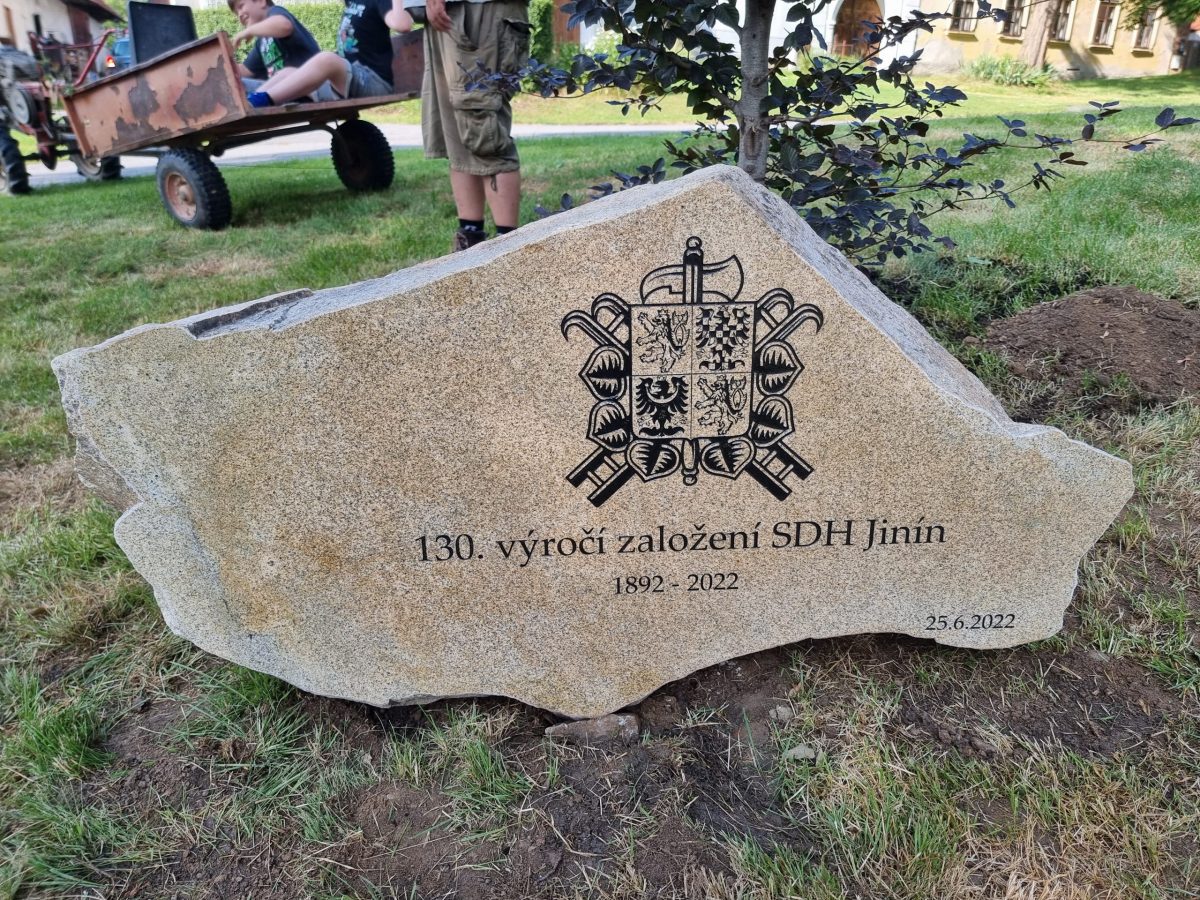 130. výročí založení SDH Jinín
1892 - 2022
25.6.2022